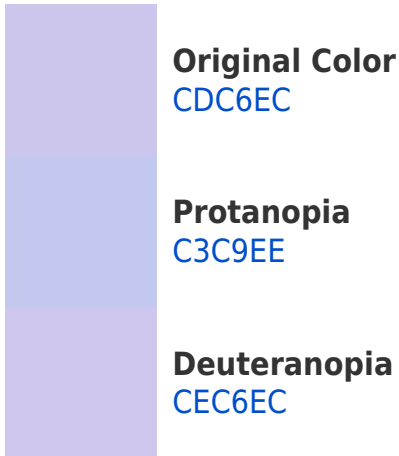 Original Color
CDC6EC
Protanopia
C3C9EE
Deuteranopia
CEC6EC